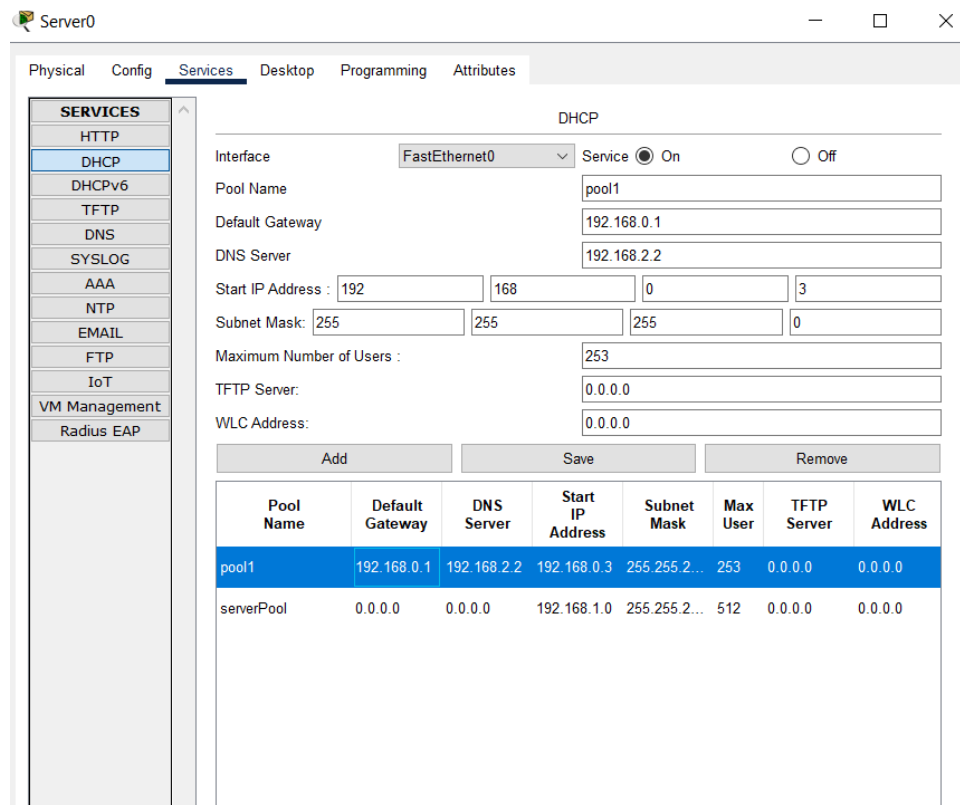 Server0
Physical Config Services Desktop Programming Attributes
SERVICES
HTTP
DHCP
DHCPv6
TFTP
DNS
SYSLOG
AAA
NTP
EMAIL
FTP
IoT
VM Management
Radius EAP
DHCP
Interface FastEthernet0 Service On Off
Pool Name pool1
Default Gateway 192.168.0.1
DNS Server 192.168.2.2
Start IP Address : 192 168 0 3
Subnet Mask: 255 255 255 0
Maximum Number of Users : 253
TFTP Server: 0.0.0.0
WLC Address: 0.0.0.0
Add Save Remove
Pool Name Default Gateway DNS Server Start IP Address Subnet Mask Max User TFTP Server WLC Address
pool1 192.168.0.1 192.168.2.2 192.168.0.3 255.255.2... 253 0.0.0.0 0.0.0.0
serverPool 0.0.0.0 0.0.0.0 192.168.1.0 255.255.2... 512 0.0.0.0 0.0.0.0